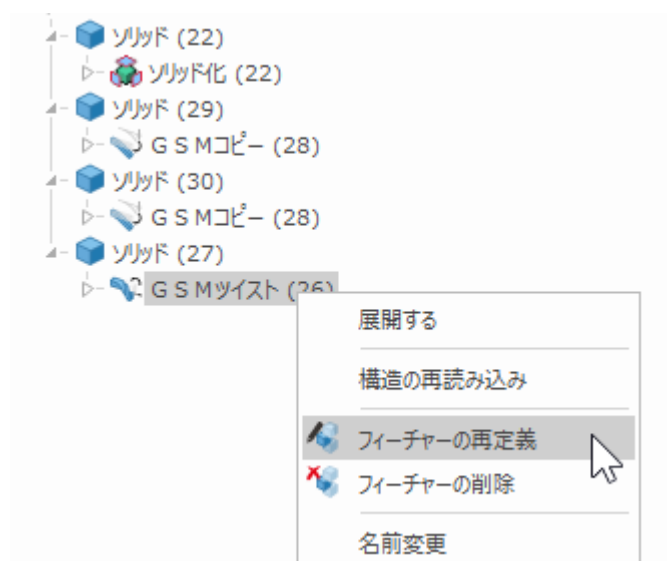 ソリッド (22)
ソリッド化 (22)
ソリッド (29)
ＧＳＭコピー (28)
ソリッド (30)
ＧＳＭコピー (28)
ソリッド (27)
ＧＳＭツイスト (26)
展開する
構造の再読み込み
フィーチャーの再定義
フィーチャーの削除
名前変更